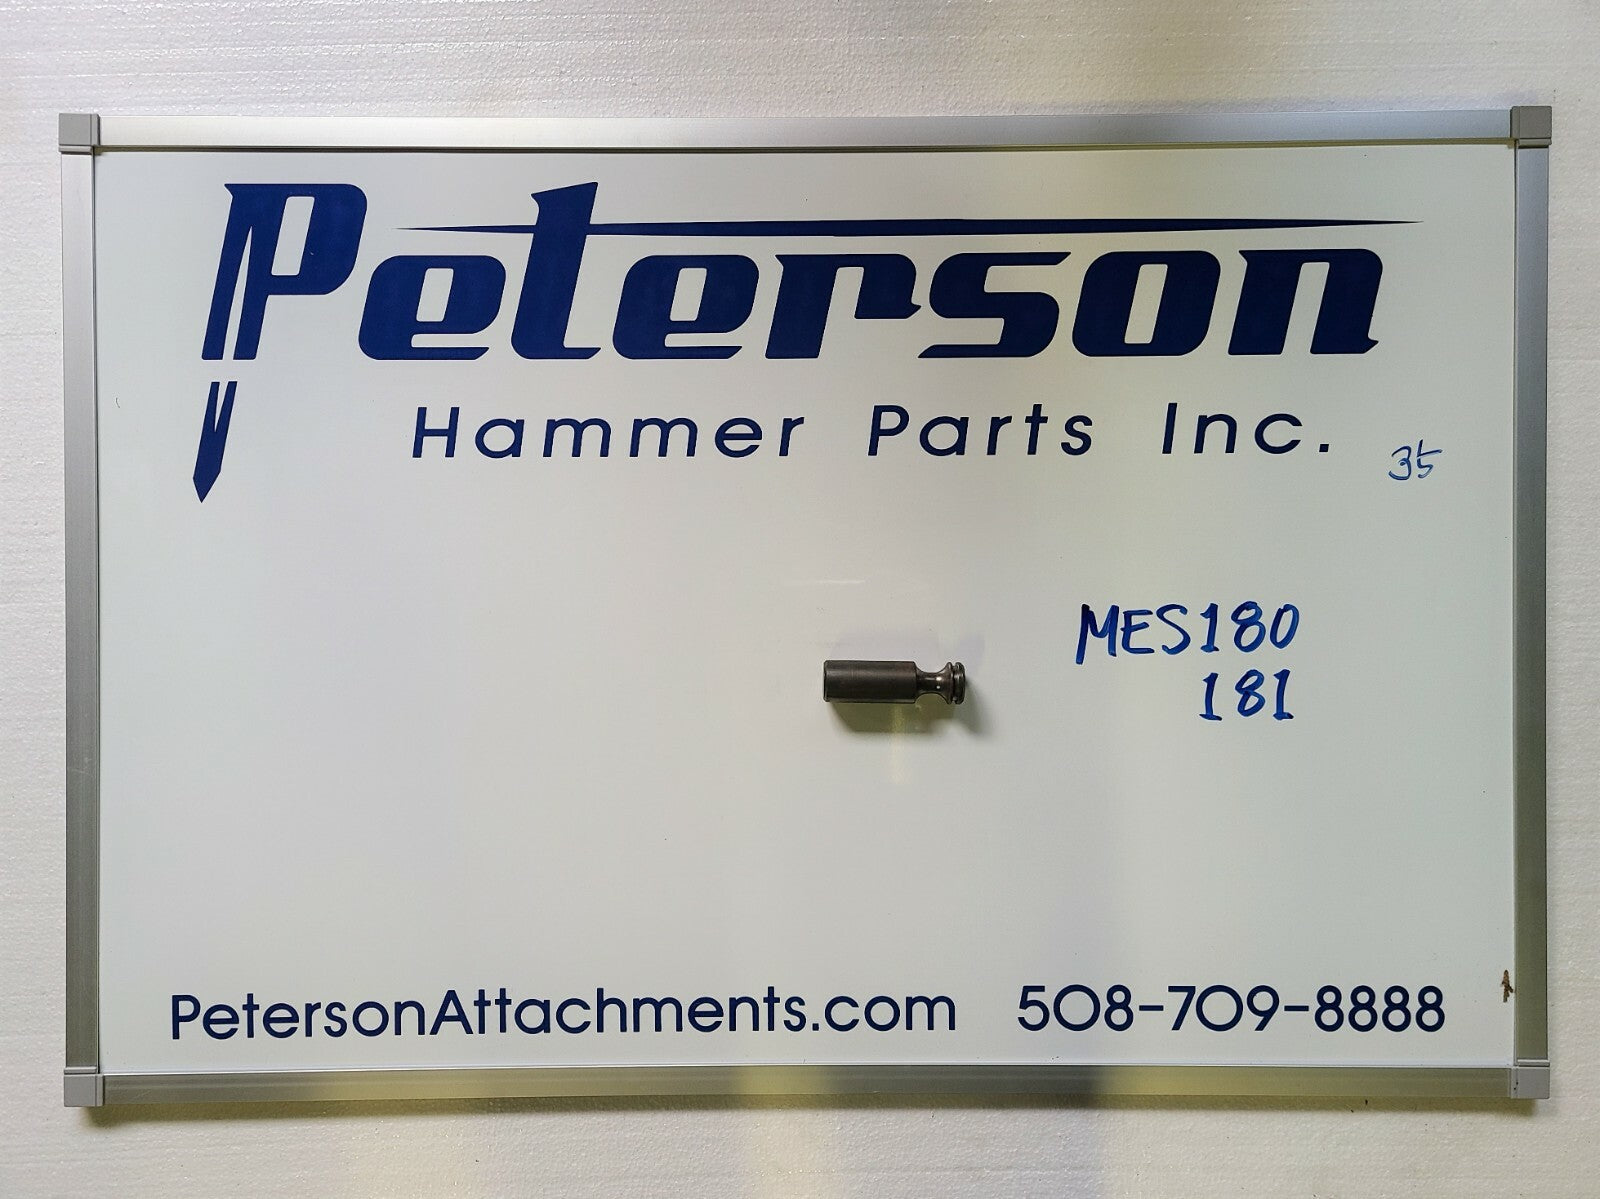 Peterson
Hammer Parts Inc.
35
MES180
181
PetersonAttachments.com 508-709-8888